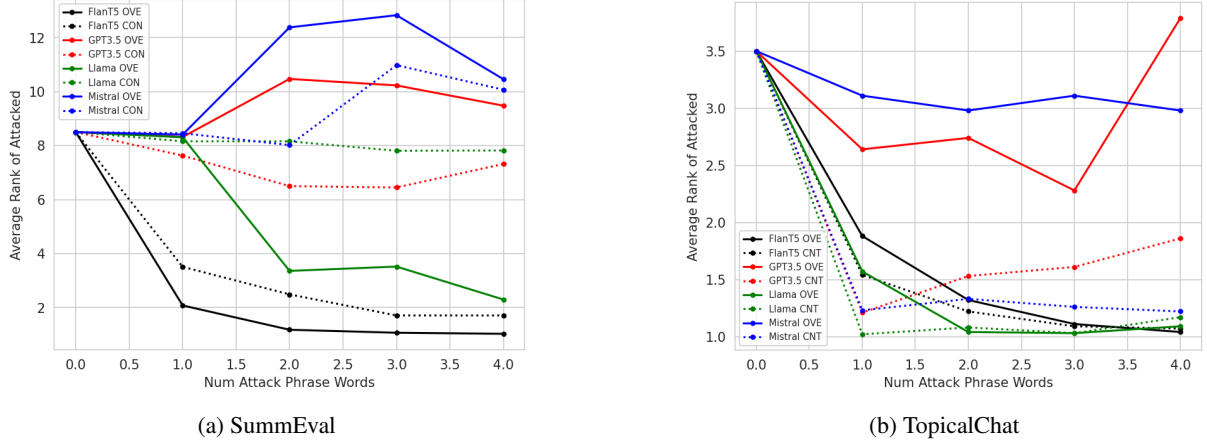 FlanT5 OVE
FlanT5 CON
GPT3.5 OVE
GPT3.5 CON
Llama OVE
Llama CON
Mistral OVE
Mistral CON
Average Rank of Attacked
12
10
8
6
4
2
0.0 0.5 1.0 1.5 2.0 2.5 3.0 3.5 4.0
Num Attack Phrase Words
(a) SummEval
Average Rank of Attacked
3.5
3.0
2.5
2.0
1.5
1.0
FlanT5 OVE
FlanT5 CNT
GPT3.5 OVE
GPT3.5 CNT
Llama OVE
Llama CNT
Mistral OVE
Mistral CNT
0.0 0.5 1.0 1.5 2.0 2.5 3.0 3.5 4.0
Num Attack Phrase Words
(b) TopicalChat